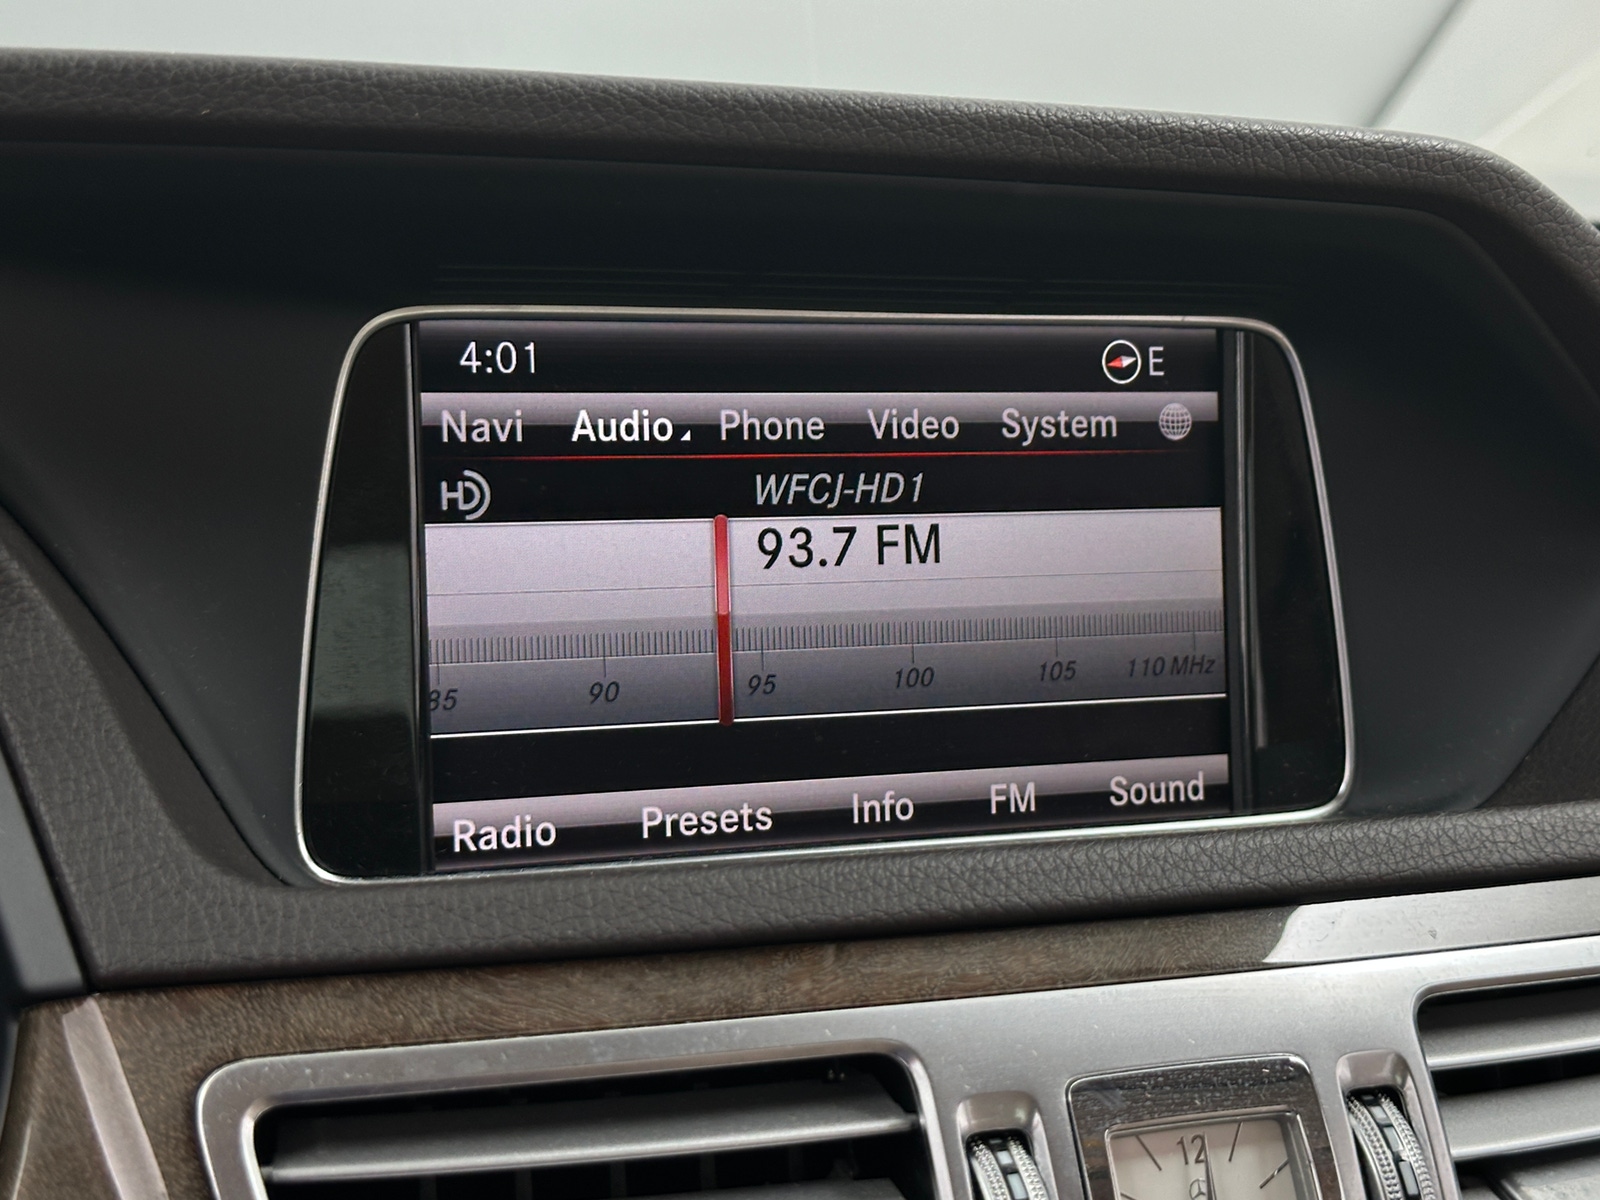 4:01 E
Navi Audio Phone Video System
HD WFCJ-HD1
93.7 FM
85 90 95 100 105 110 MHz
Radio Presets Info FM Sound
12